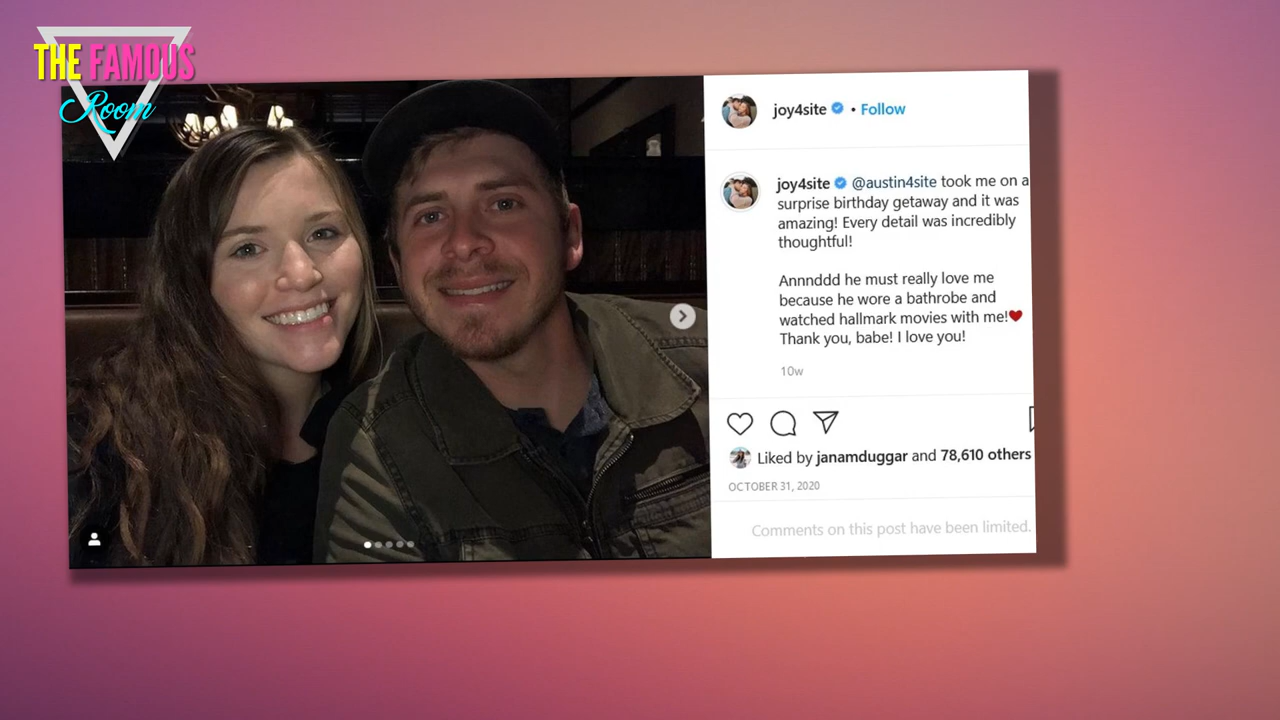 THE FAMOUS
Room
joy4site • Follow
joy4site @austin4site took me on a
surprise birthday getaway and it was
amazing! Every detail was incredibly
thoughtful!
Annnddd he must really love me
because he wore a bathrobe and
watched hallmark movies with me!♥
Thank you, babe! I love you!
10w
Liked by janamduggar and 78,610 others
OCTOBER 31, 2020
Comments on this post have been limited.